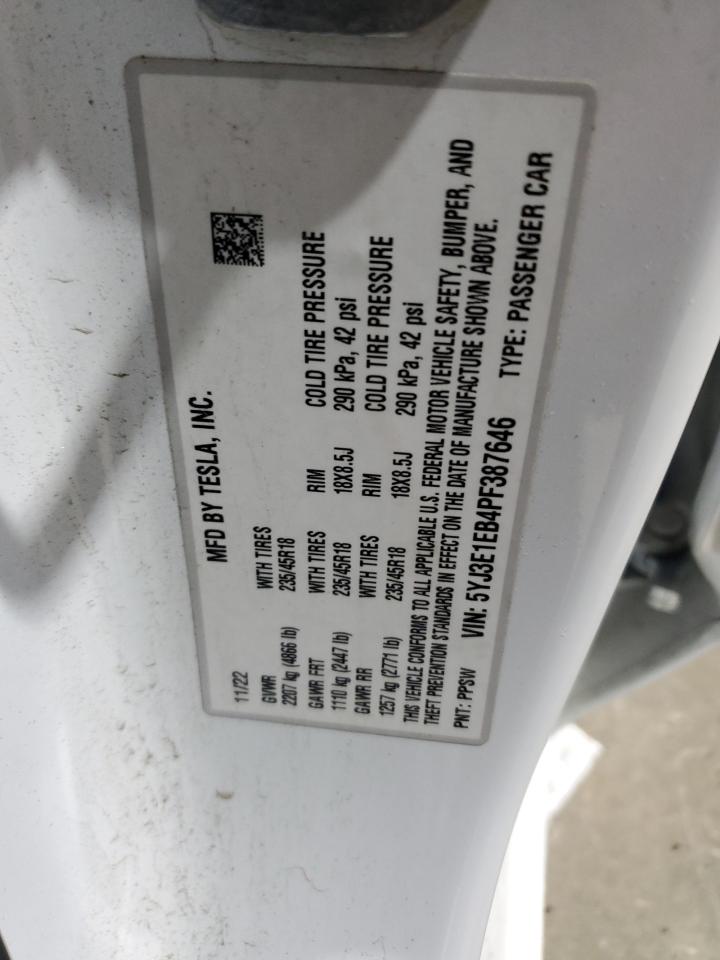 MFD BY TESLA, INC.
11/22
GVWR WITH TIRES
2207 kg (4866 lb) 235/45R18
GAWR FRT WITH TIRES RIM COLD TIRE PRESSURE
1110 kg (2447 lb) 235/45R18 18X8.5J 290 kPa, 42 psi
GAWR RR WITH TIRES RIM COLD TIRE PRESSURE
1257 kg (2771 lb) 235/45R18 18X8.5J 290 kPa, 42 psi
THIS VEHICLE CONFORMS TO ALL APPLICABLE U.S. FEDERAL MOTOR VEHICLE SAFETY, BUMPER, AND
THEFT PREVENTION STANDARDS IN EFFECT ON THE DATE OF MANUFACTURE SHOWN ABOVE.
PNT: PPSW VIN: 5YJ3E1EB4PF387646 TYPE: PASSENGER CAR